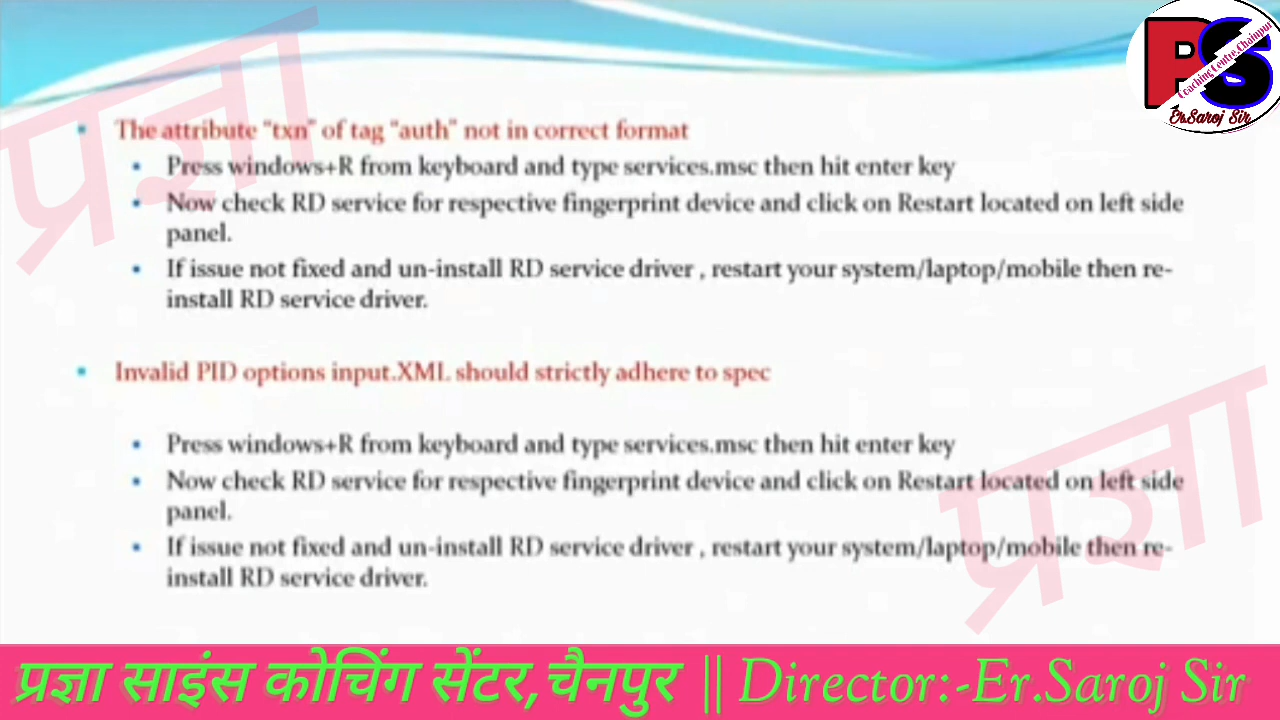 प्रज्ञा
PS
Coaching Centre,Chainpur
Er.Saroj Sir
The attribute "txn" of tag "auth" not in correct format
Press windows+R from keyboard and type services.msc then hit enter key
Now check RD service for respective fingerprint device and click on Restart located on left side
panel.
If issue not fixed and un-install RD service driver , restart your system/laptop/mobile then re-
install RD service driver.
Invalid PID options input.XML should strictly adhere to spec
Press windows+R from keyboard and type services.msc then hit enter key
Now check RD service for respective fingerprint device and click on Restart located on left side
panel.
If issue not fixed and un-install RD service driver , restart your system/laptop/mobile then re-
install RD service driver.
प्रज्ञा
प्रज्ञा साइंस कोचिंग सेंटर,चैनपुर || Director:-Er.Saroj Sir